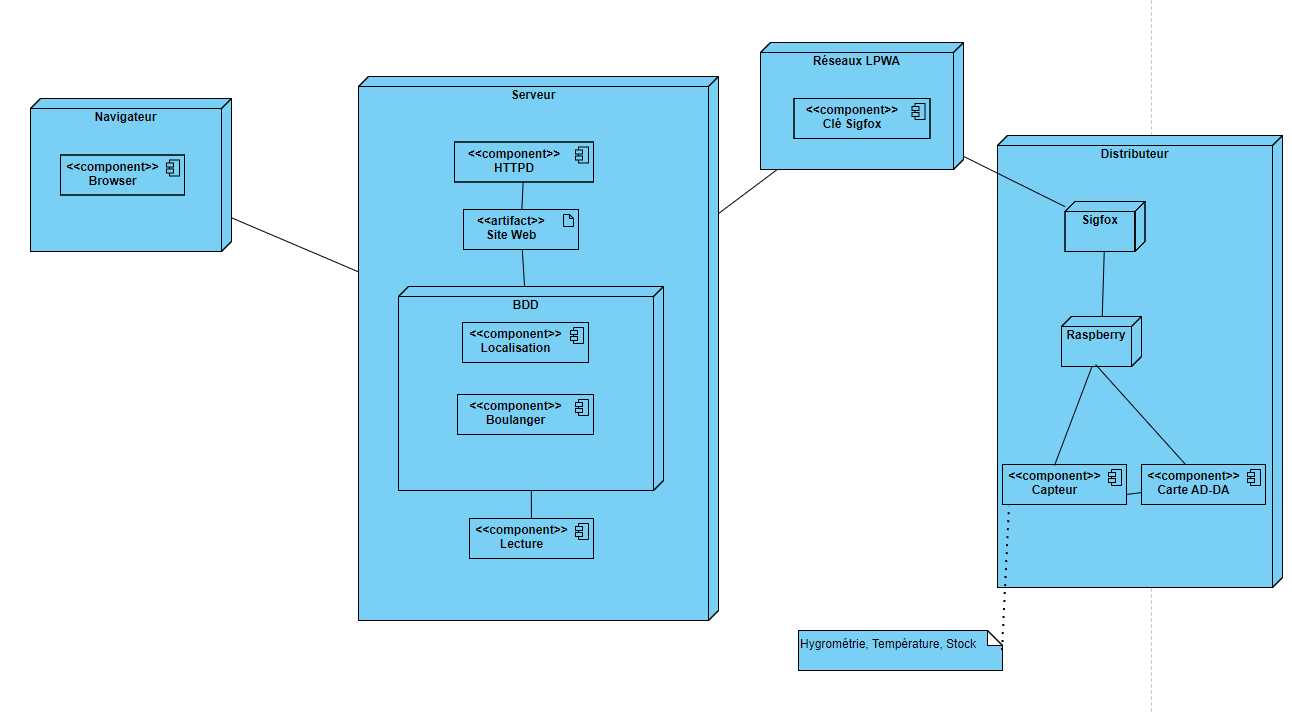 Navigateur
<<component>>
Browser
Serveur
<<component>>
HTTPD
<<artifact>>
Site Web
BDD
<<component>>
Localisation
<<component>>
Boulanger
<<component>>
Lecture
Réseaux LPWA
<<component>>
Clé Sigfox
Distributeur
Sigfox
Raspberry
<<component>>
Capteur
<<component>>
Carte AD-DA
Hygrométrie, Température, Stock